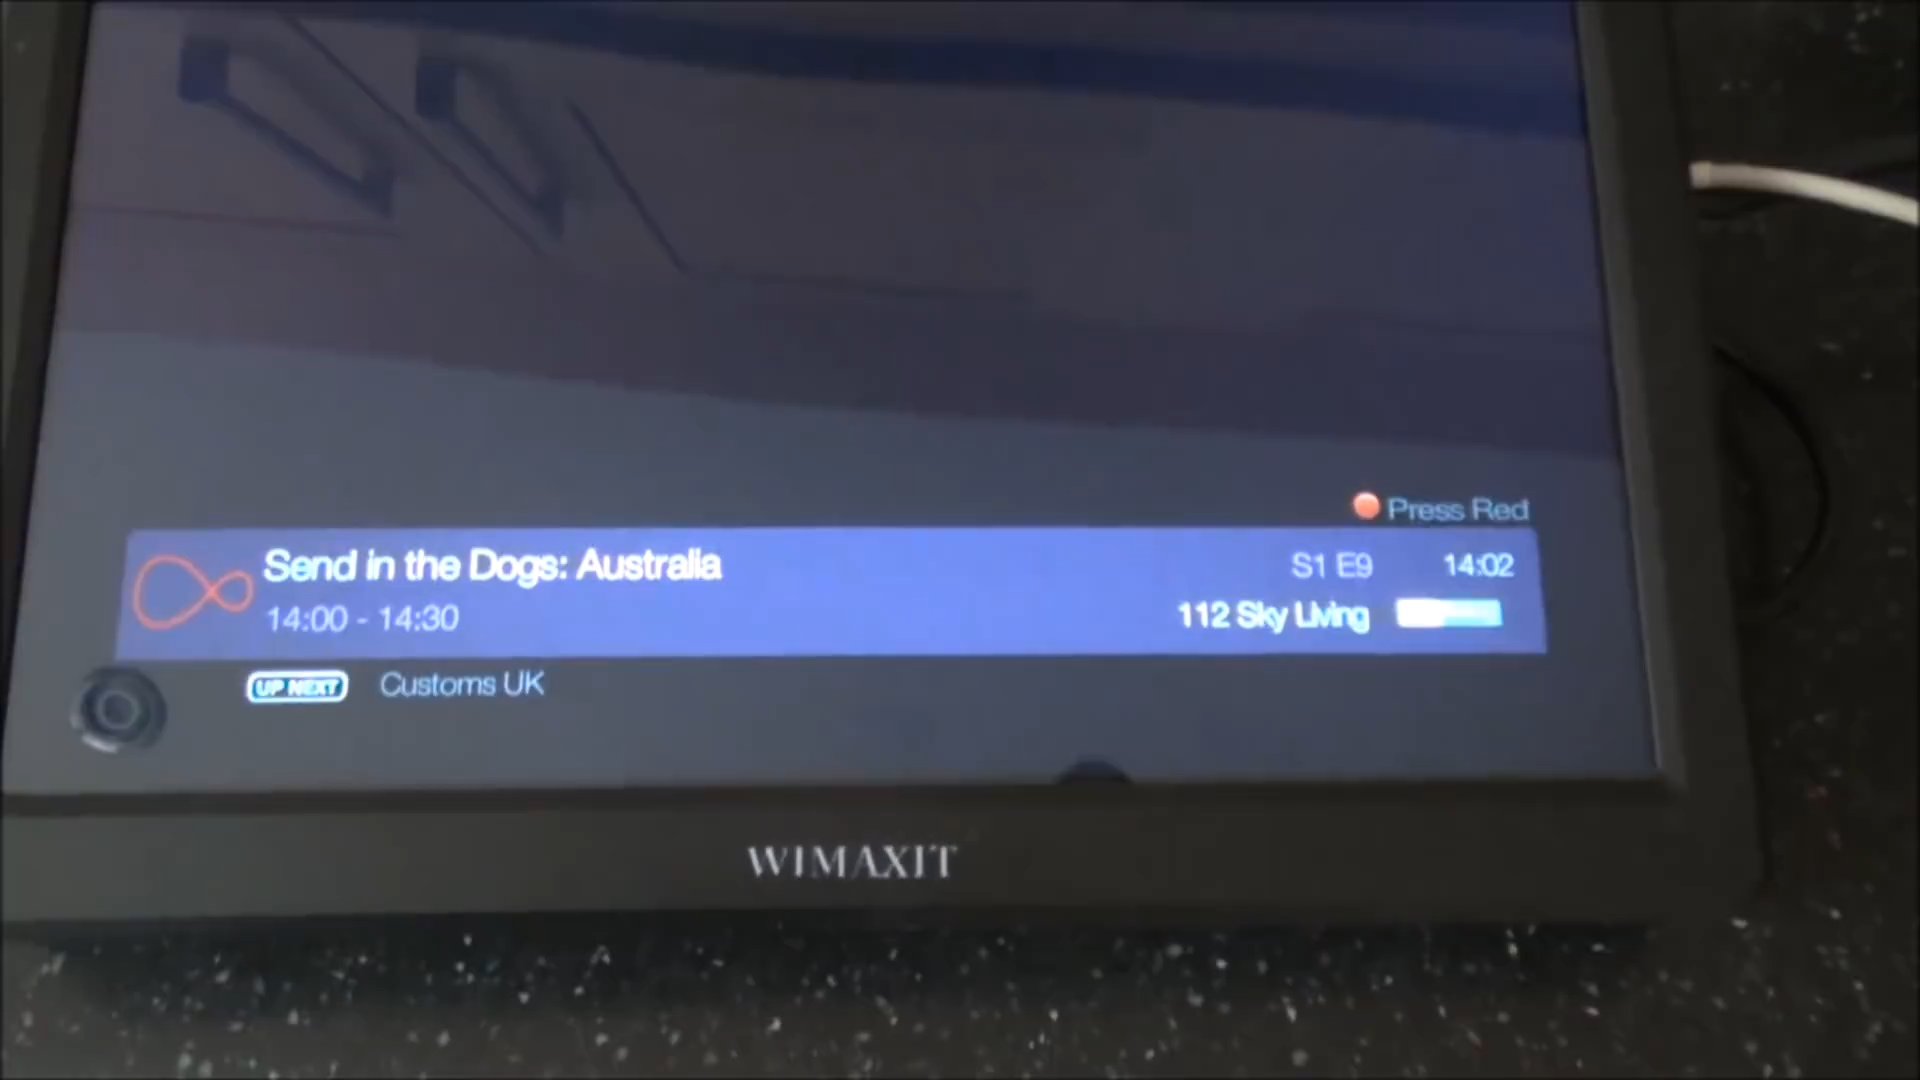 Press Red
Send in the Dogs: Australia
S1 E9
14:02
14:00 - 14:30
112 Sky Living
UP NEXT
Customs UK
WIMAXIT